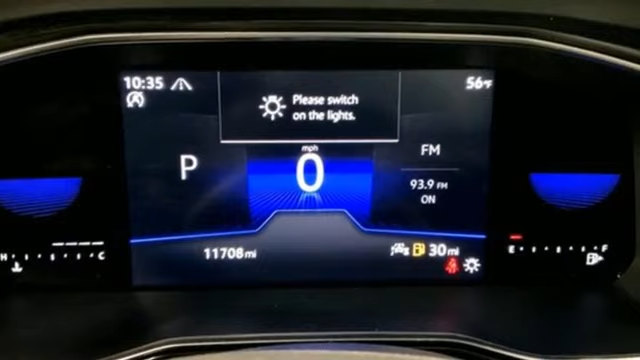 10:35
56°F
Please switch
on the lights.
mph
P
0
FM
93.9 FM
ON
11708 mi
30 mi
H C
E F